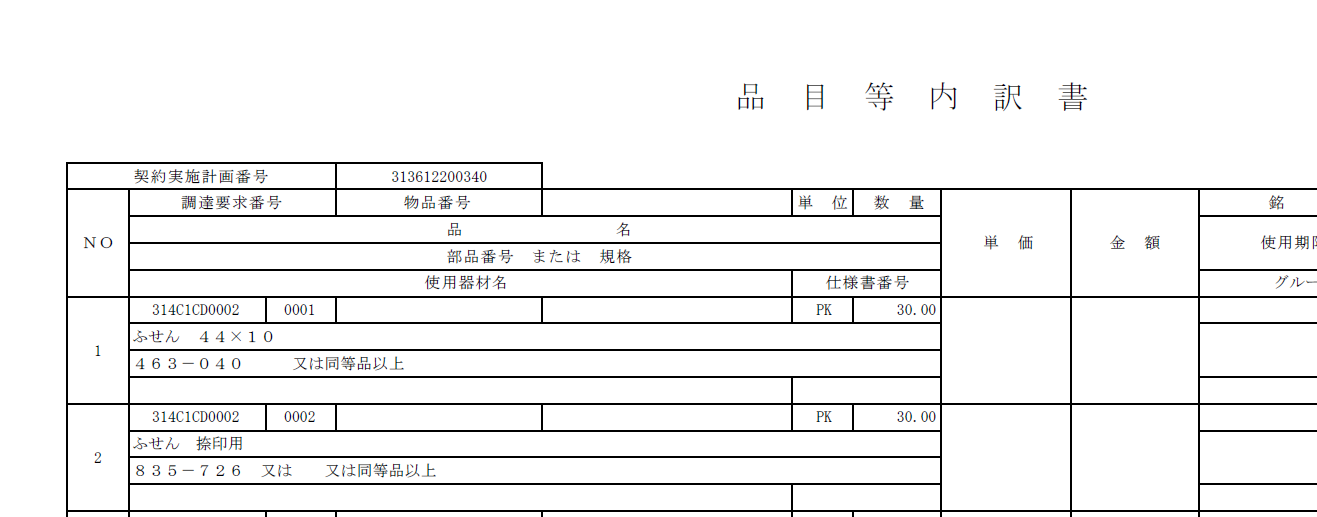 品　目　等　内　訳　書
契約実施計画番号 313612200340
調達要求番号 物品番号 単　位 数　量 銘
品　　　　名
ＮＯ 単　価 金　額 使用期限
部品番号　または　規格
使用器材名 仕様書番号 グルー
314C1CD0002 0001 PK 30.00
ふせん　４４×１０
1
４６３－０４０　　　又は同等品以上
314C1CD0002 0002 PK 30.00
ふせん　捺印用
2
８３５－７２６　又は　　又は同等品以上